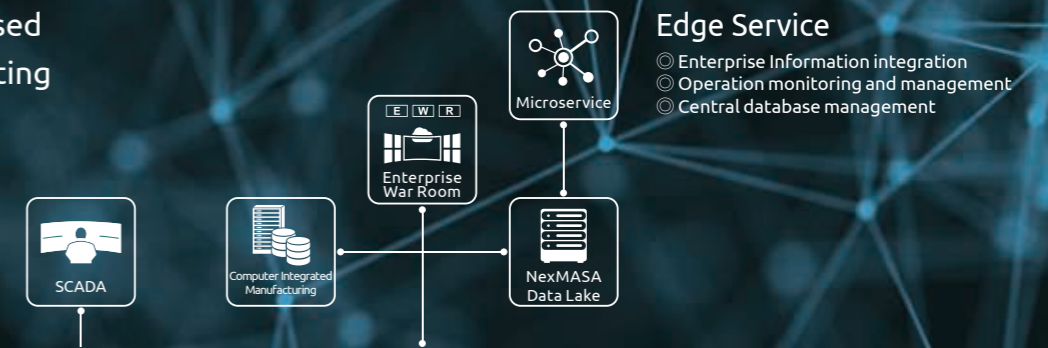 sed
ting
Microservice
Edge Service
◎ Enterprise Information integration
◎ Operation monitoring and management
◎ Central database management
E W R
Enterprise
War Room
SCADA
Computer Integrated
Manufacturing
NexMASA
Data Lake